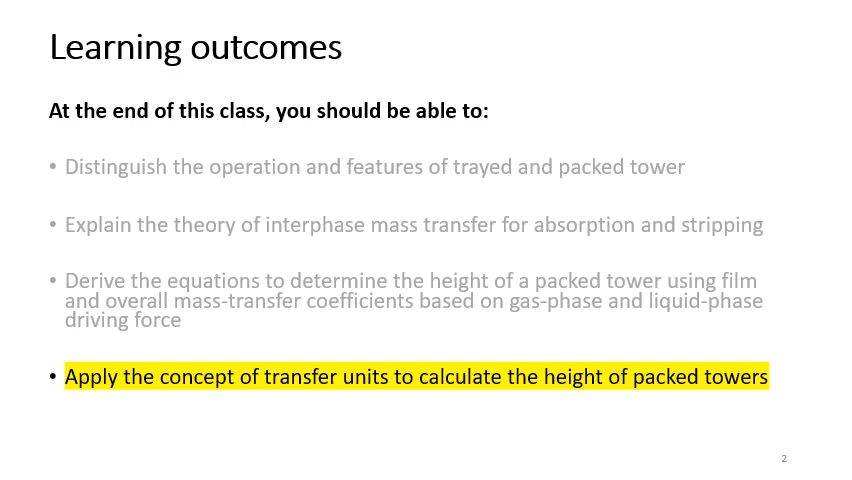 Learning outcomes
At the end of this class, you should be able to:
• Distinguish the operation and features of trayed and packed tower
• Explain the theory of interphase mass transfer for absorption and stripping
• Derive the equations to determine the height of a packed tower using film
and overall mass-transfer coefficients based on gas-phase and liquid-phase
driving force
• Apply the concept of transfer units to calculate the height of packed towers
2